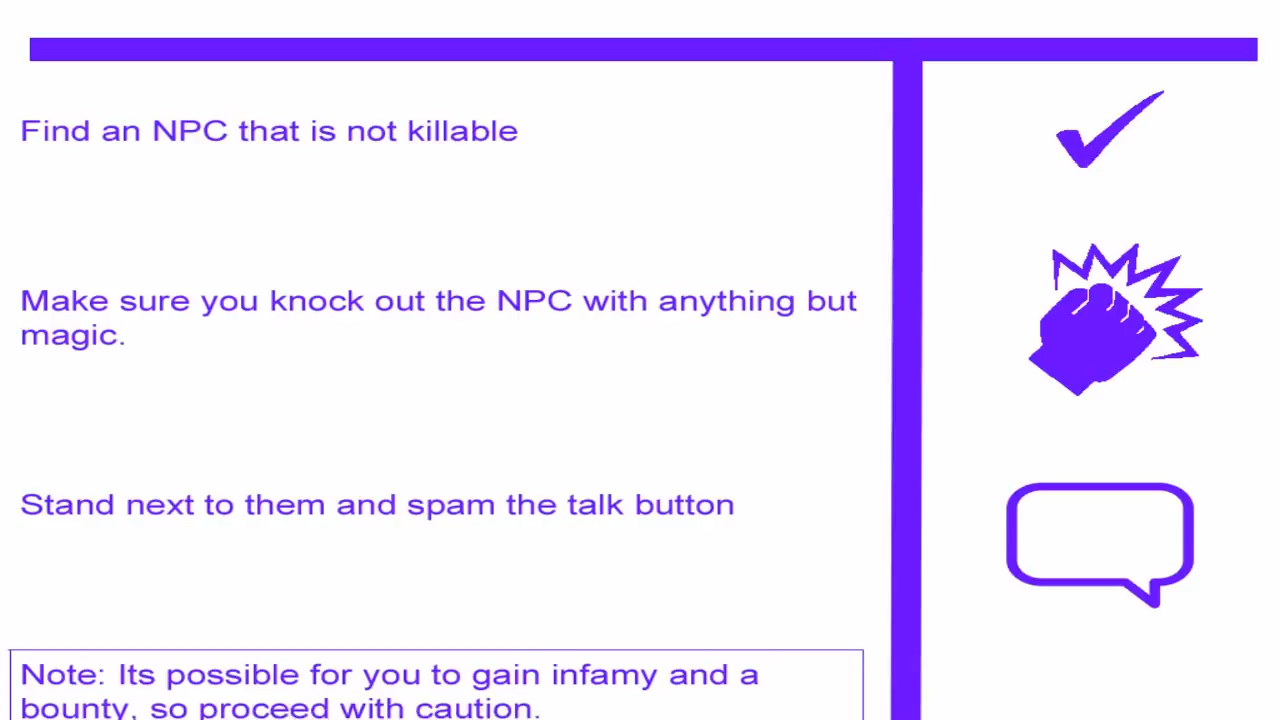 Find an NPC that is not killable
Make sure you knock out the NPC with anything but
magic.
Stand next to them and spam the talk button
Note: Its possible for you to gain infamy and a
bounty, so proceed with caution.